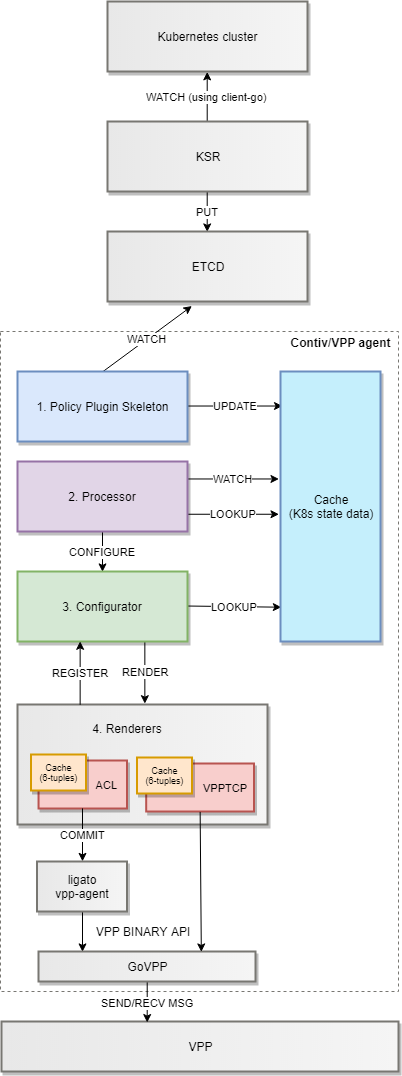 Kubernetes cluster
WATCH (using client-go)
KSR
PUT
ETCD
WATCH
Contiv/VPP agent
1. Policy Plugin Skeleton
UPDATE
2. Processor
WATCH
LOOKUP
Cache
(K8s state data)
CONFIGURE
3. Configurator
LOOKUP
REGISTER
RENDER
4. Renderers
Cache
(6-tuples)
ACL
Cache
(6-tuples)
VPPTCP
COMMIT
ligato
vpp-agent
VPP BINARY API
GoVPP
SEND/RECV MSG
VPP